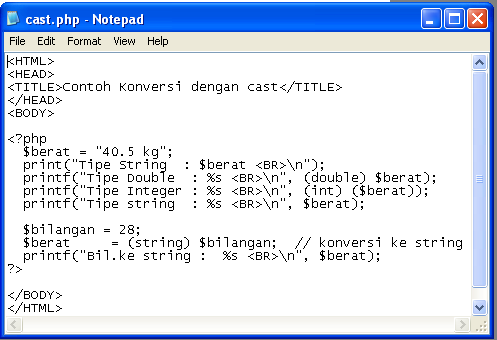 cast.php - Notepad
File Edit Format View Help
<HTML>
<HEAD>
<TITLE>Contoh Konversi dengan cast</TITLE>
</HEAD>
<BODY>

<?php
  $berat = "40.5 kg";
  print("Tipe String  : $berat <BR>\n");
  printf("Tipe Double  : %s <BR>\n", (double) $berat);
  printf("Tipe Integer : %s <BR>\n", (int) ($berat));
  printf("Tipe string  : %s <BR>\n", $berat);

  $bilangan = 28;
  $berat     = (string) $bilangan;  // konversi ke string
  printf("Bil.ke string :  %s <BR>\n", $berat);
?>

</BODY>
</HTML>